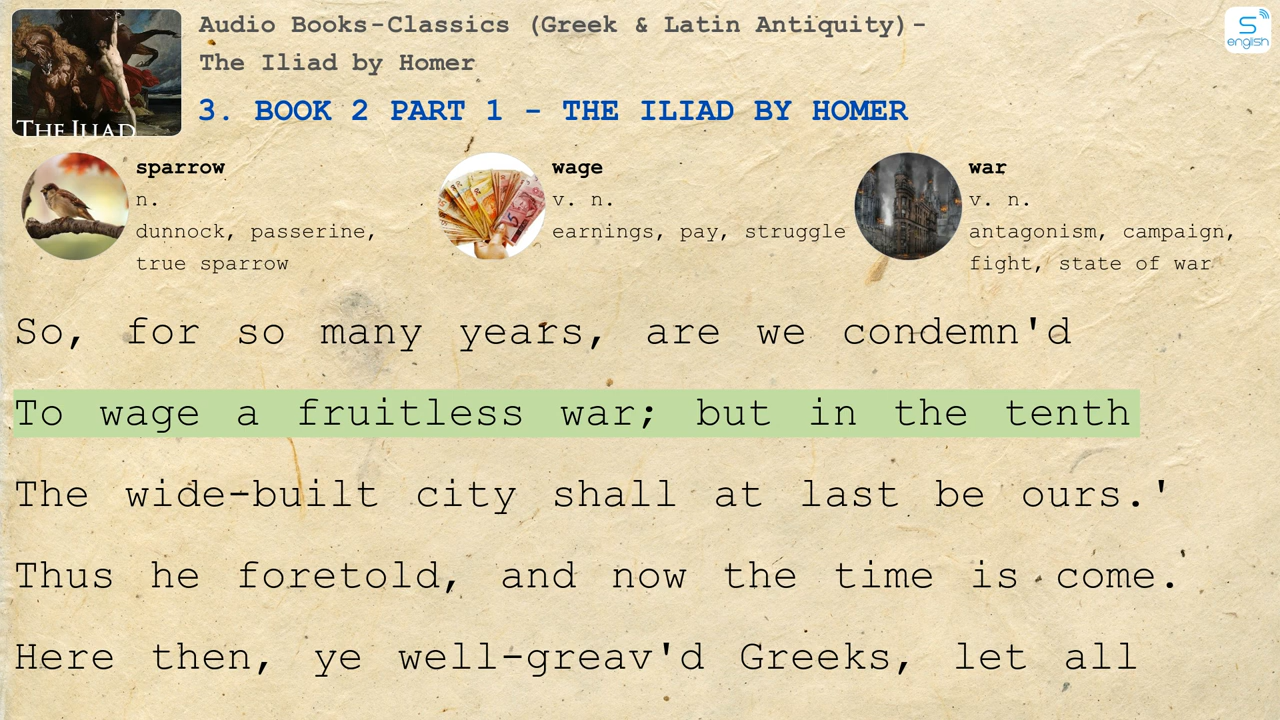 Audio Books-Classics (Greek & Latin Antiquity)-
The Iliad by Homer
3. BOOK 2 PART 1 - THE ILIAD BY HOMER
THE ILIAD
S
english
sparrow
n.
dunnock, passerine,
true sparrow
wage
v. n.
earnings, pay, struggle
war
v. n.
antagonism, campaign,
fight, state of war
So, for so many years, are we condemn'd
To wage a fruitless war; but in the tenth
The wide-built city shall at last be ours.'
Thus he foretold, and now the time is come.
Here then, ye well-greav'd Greeks, let all